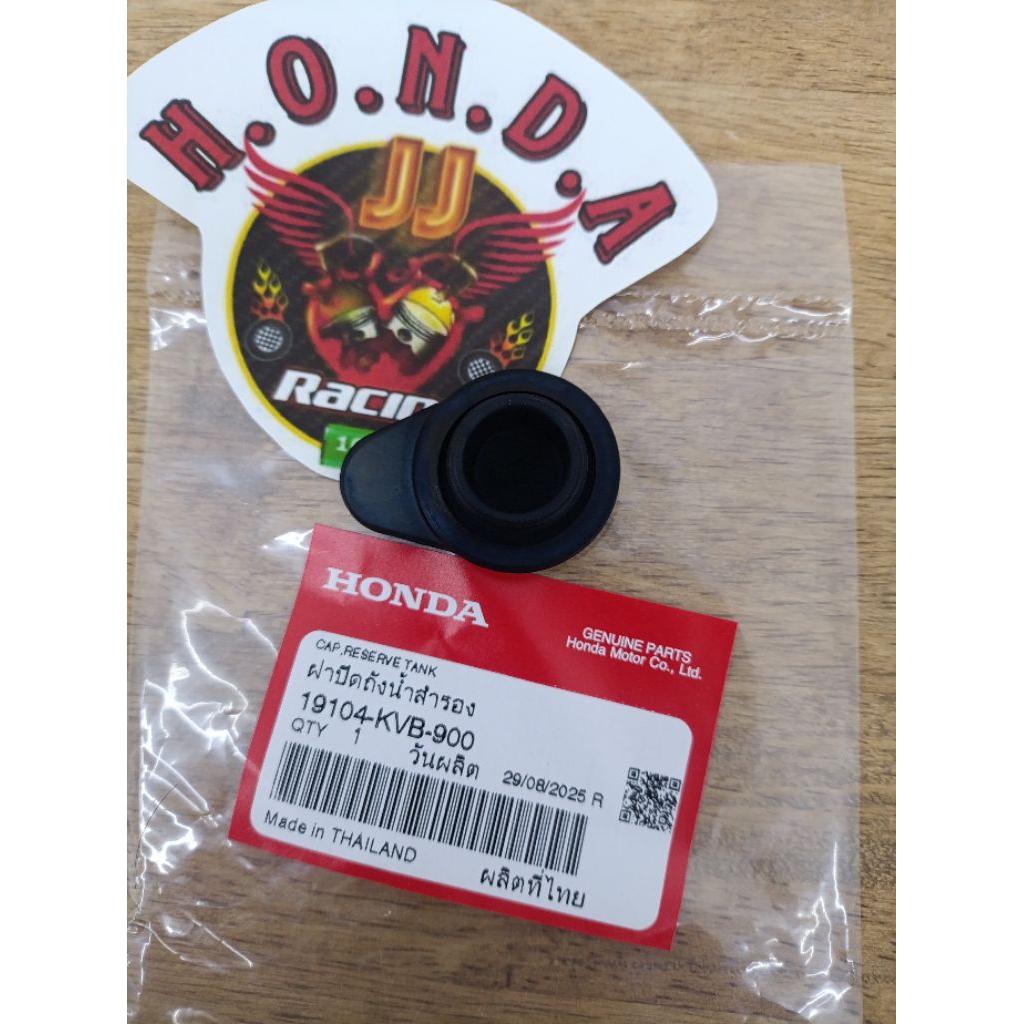 H.O.N.D.A
JJ
HONDA
GENUINE PARTS
Honda Motor Co., Ltd.
CAP,RESERVE TANK
ฝาปิดถังน้ำสำรอง
19104-KVB-900
QTY 1
วันผลิต 29/08/2025 R
Made in THAILAND
ผลิตที่ไทย